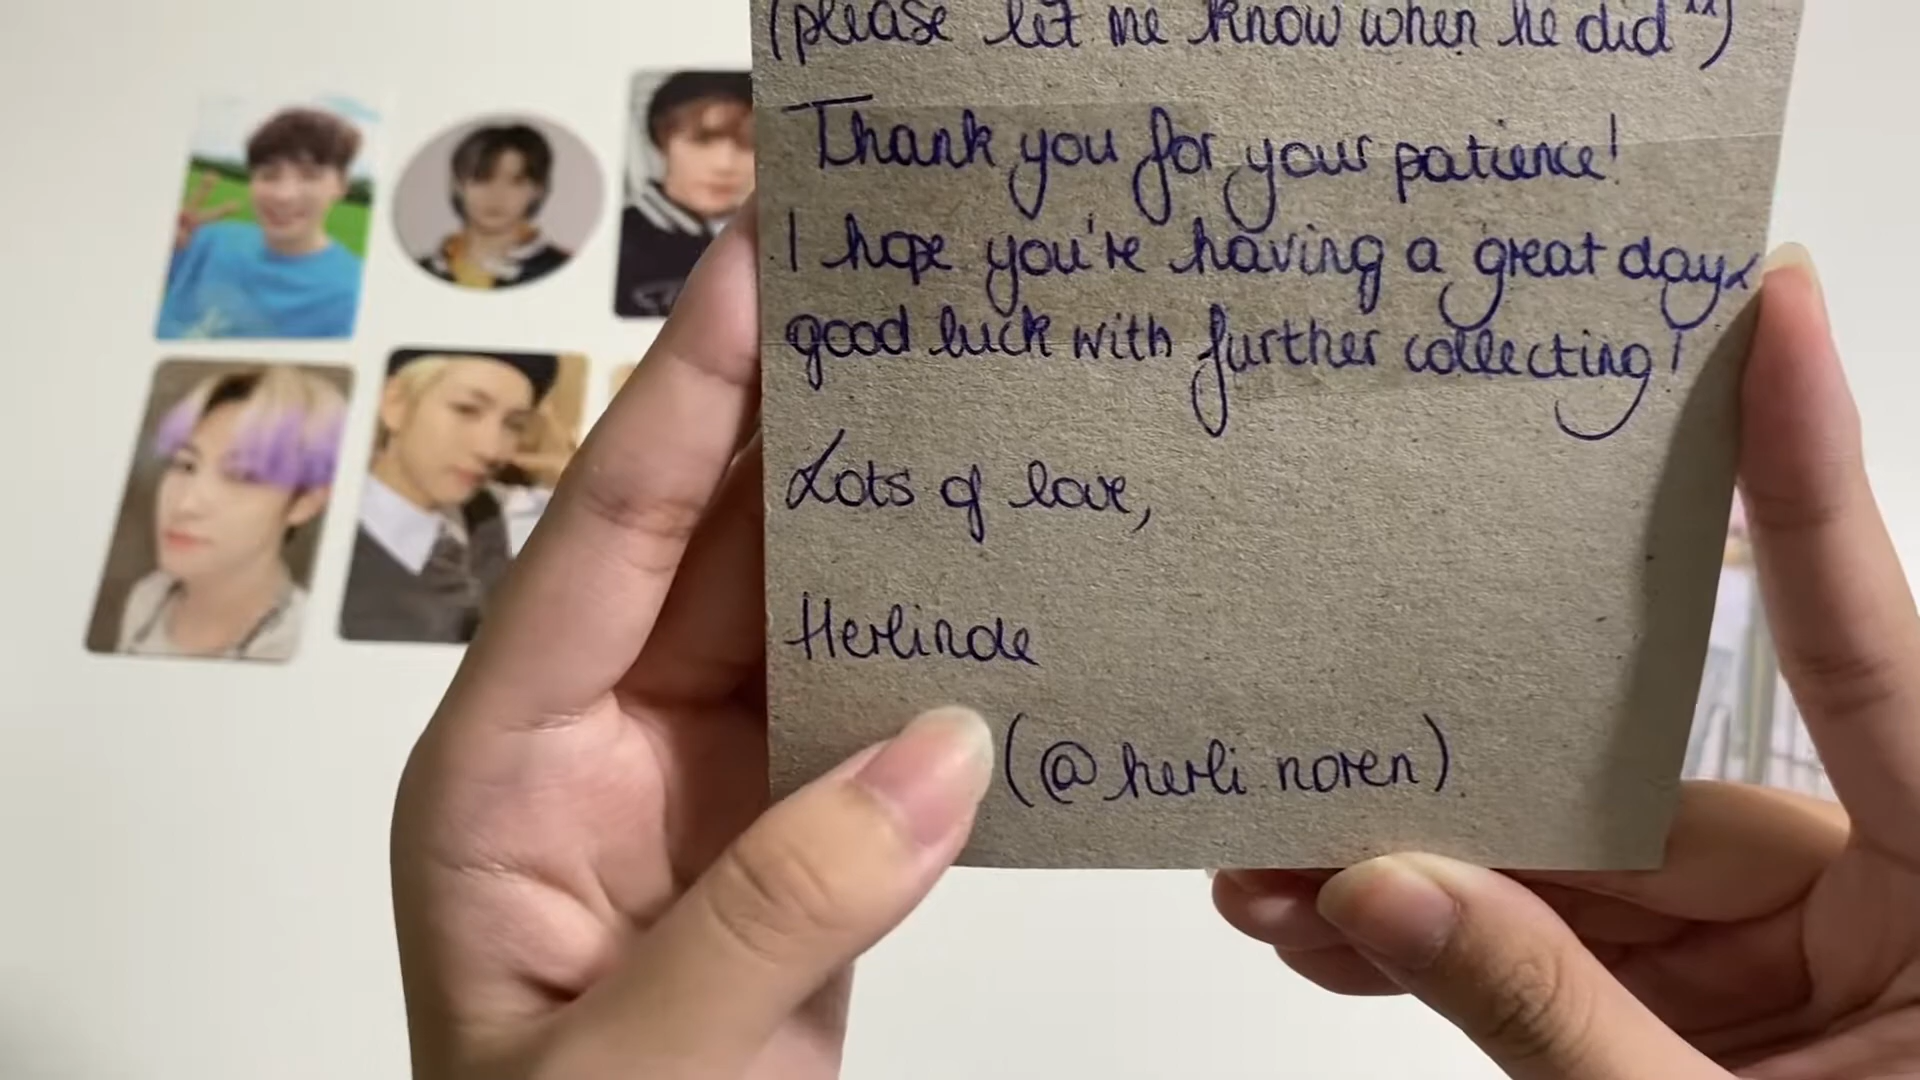 (please let me know when he did ^^)
Thank you for your patience!
I hope you're having a great day &
good luck with further collecting!
Lots of love,
Herlinde
(@herli.noren)